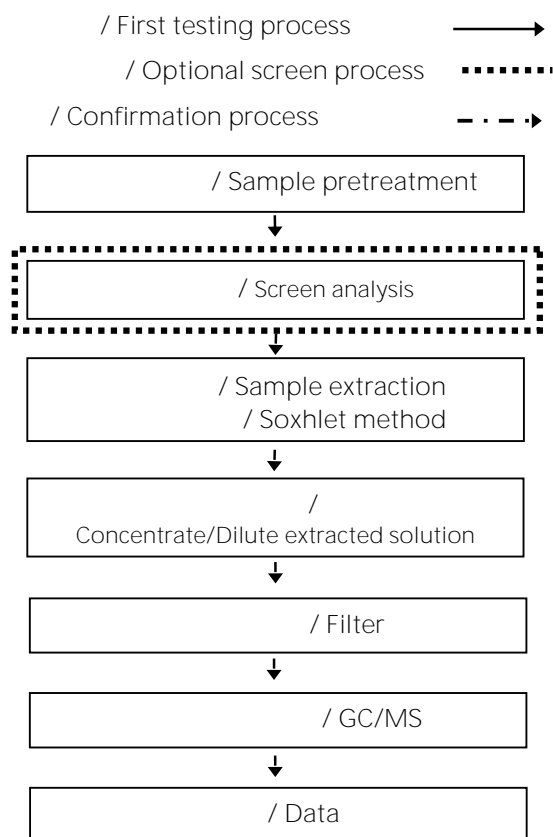 / First testing process
/ Optional screen process
/ Confirmation process
/ Sample pretreatment
/ Screen analysis
/ Sample extraction
/ Soxhlet method
/
Concentrate/Dilute extracted solution
/ Filter
/ GC/MS
/ Data